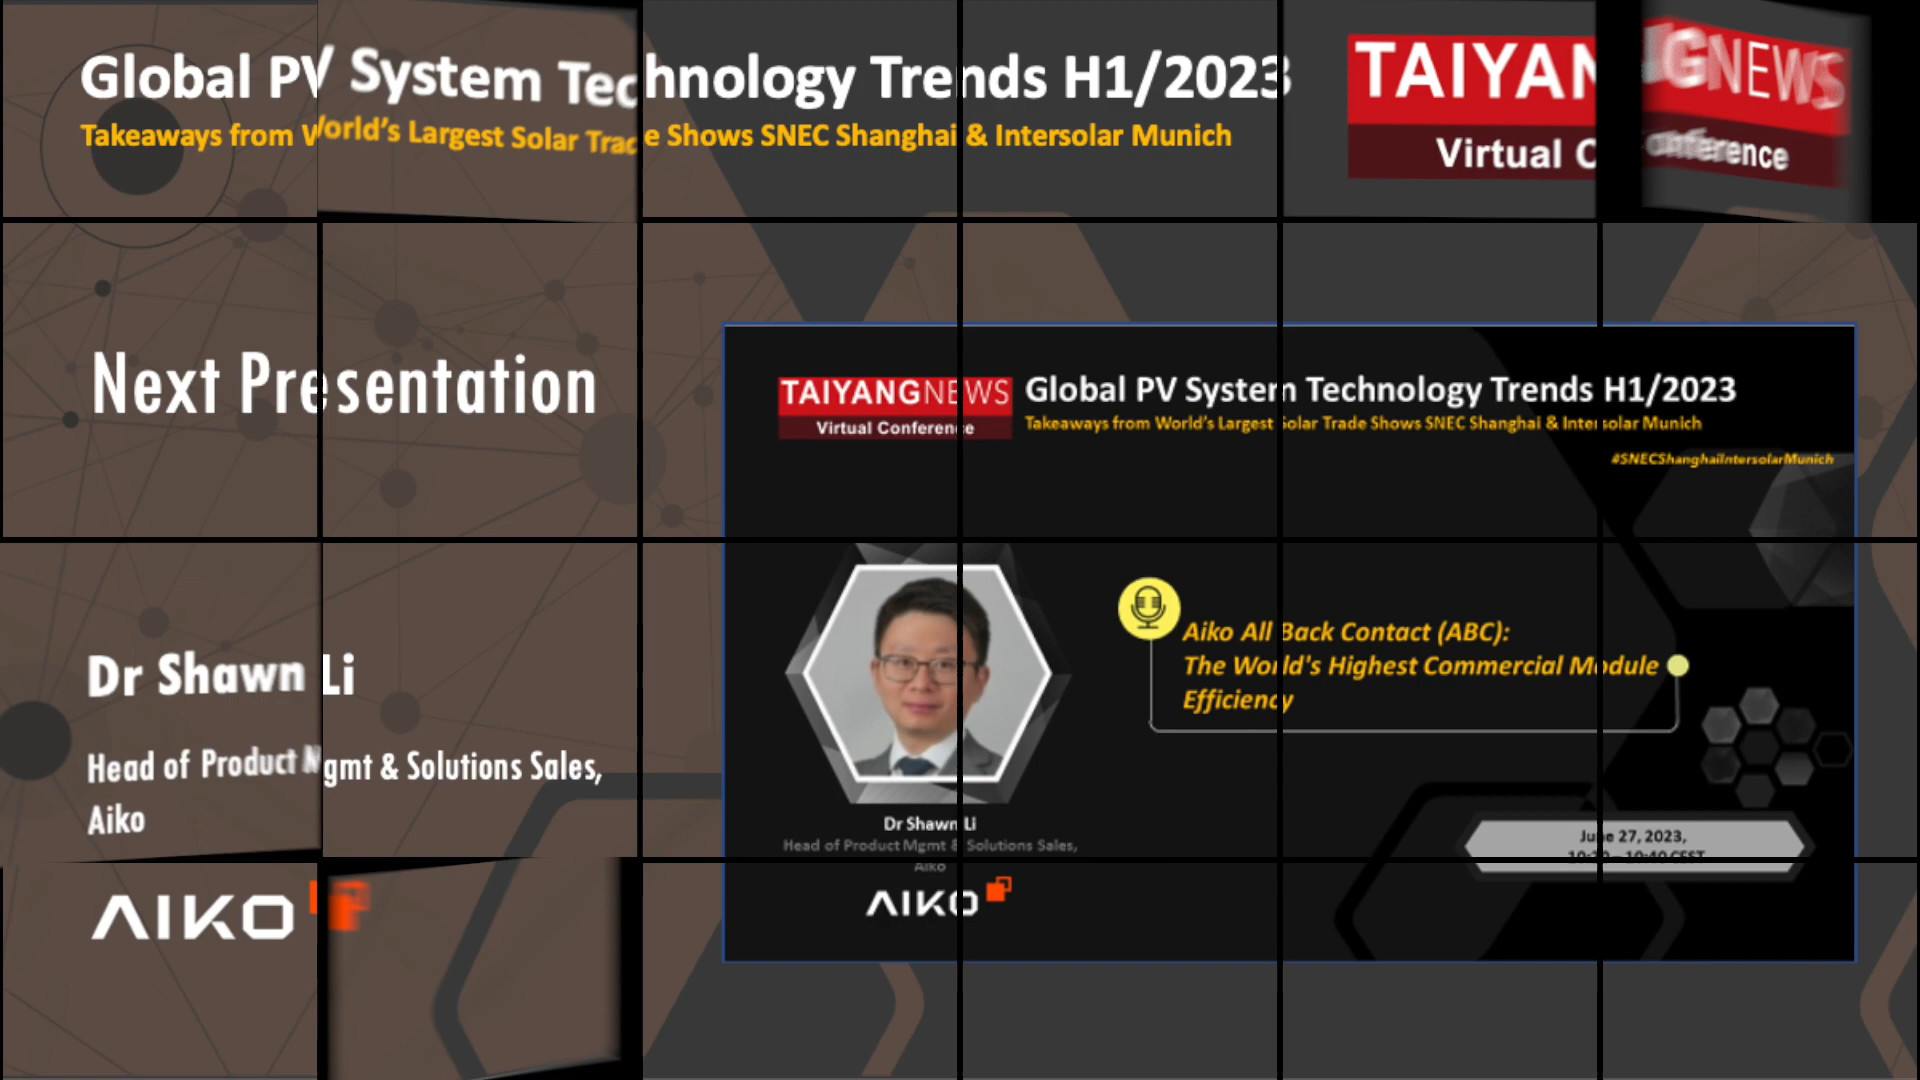 Global PV System Technology Trends H1/2023
Takeaways from World's Largest Solar Trade Shows SNEC Shanghai & Intersolar Munich
TAIYANGNEWS
Virtual Conference
Next Presentation
Dr Shawn Li
Head of Product Mgmt & Solutions Sales,
Aiko
AIKO
TAIYANGNEWS
Virtual Conference
Global PV System Technology Trends H1/2023
Takeaways from World's Largest Solar Trade Shows SNEC Shanghai & Intersolar Munich
#SNECShanghaiIntersolarMunich
Aiko All Back Contact (ABC):
The World's Highest Commercial Module
Efficiency
Dr Shawn Li
Head of Product Mgmt & Solutions Sales,
Aiko
AIKO
June 27, 2023,